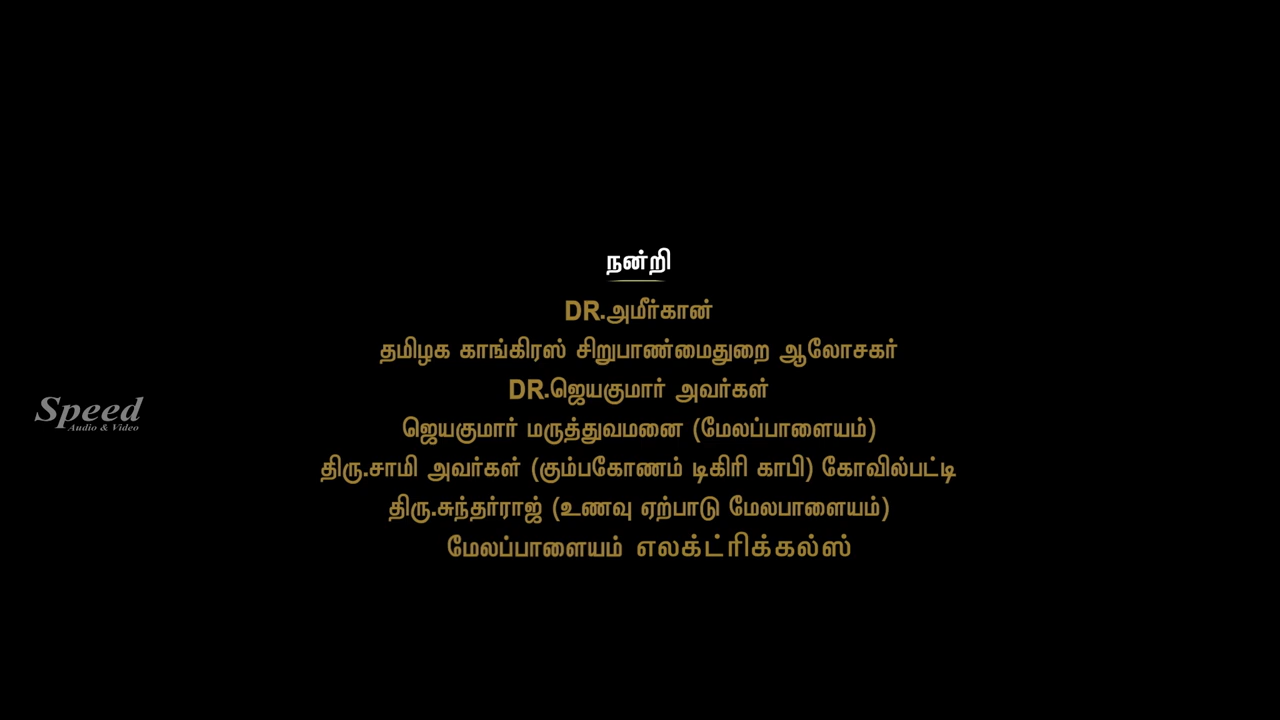 நன்றி
DR.அமீர்கான்
தமிழக காங்கிரஸ் சிறுபாண்மைதுறை ஆலோசகர்
DR.ஜெயகுமார் அவர்கள்
Speed
Audio & Video
ஜெயகுமார் மருத்துவமனை (மேலப்பாளையம்)
திரு.சாமி அவர்கள் (கும்பகோணம் டிகிரி காபி) கோவில்பட்டி
திரு.சுந்தர்ராஜ் (உணவு ஏற்பாடு மேலபாளையம்)
மேலப்பாளையம் எலக்ட்ரிக்கல்ஸ்